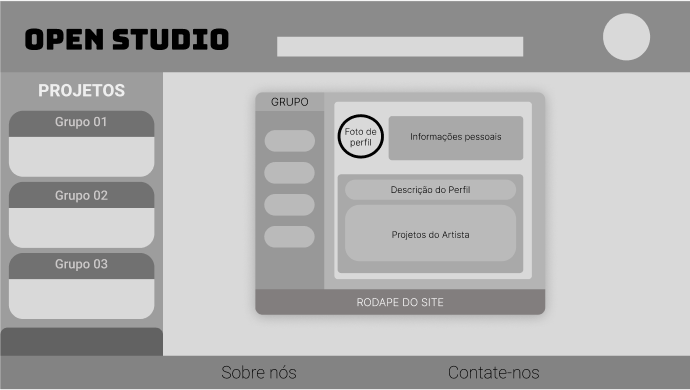 OPEN STUDIO
PROJETOS
Grupo 01
Grupo 02
Grupo 03
GRUPO
Foto de
perfil
Informações pessoais
Descrição do Perfil
Projetos do Artista
RODAPE DO SITE
Sobre nós
Contate-nos